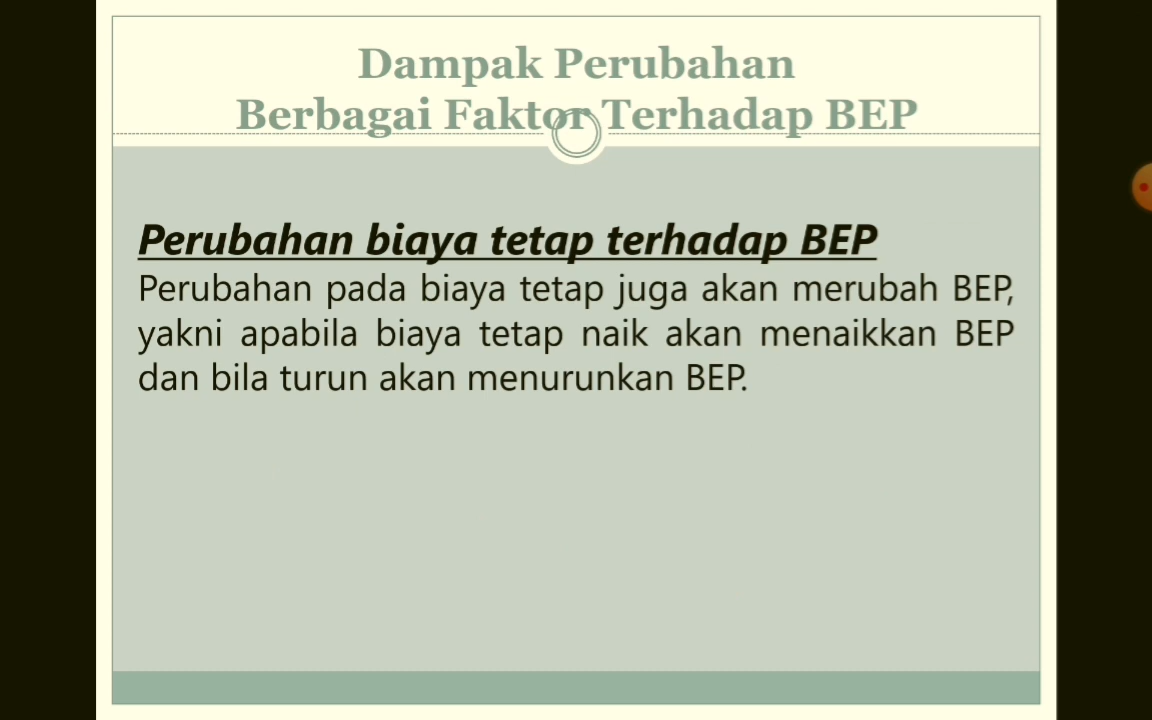 Dampak Perubahan
Berbagai Faktor Terhadap BEP
Perubahan biaya tetap terhadap BEP
Perubahan pada biaya tetap juga akan merubah BEP,
yakni apabila biaya tetap naik akan menaikkan BEP
dan bila turun akan menurunkan BEP.